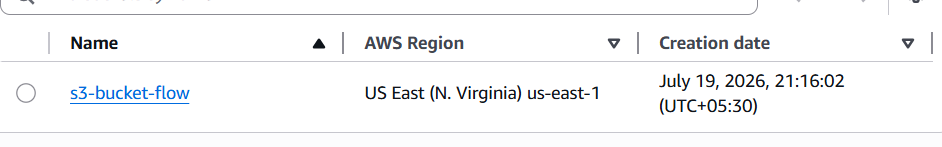 Name
AWS Region
Creation date
s3-bucket-flow
US East (N. Virginia) us-east-1
July 19, 2026, 21:16:02
(UTC+05:30)